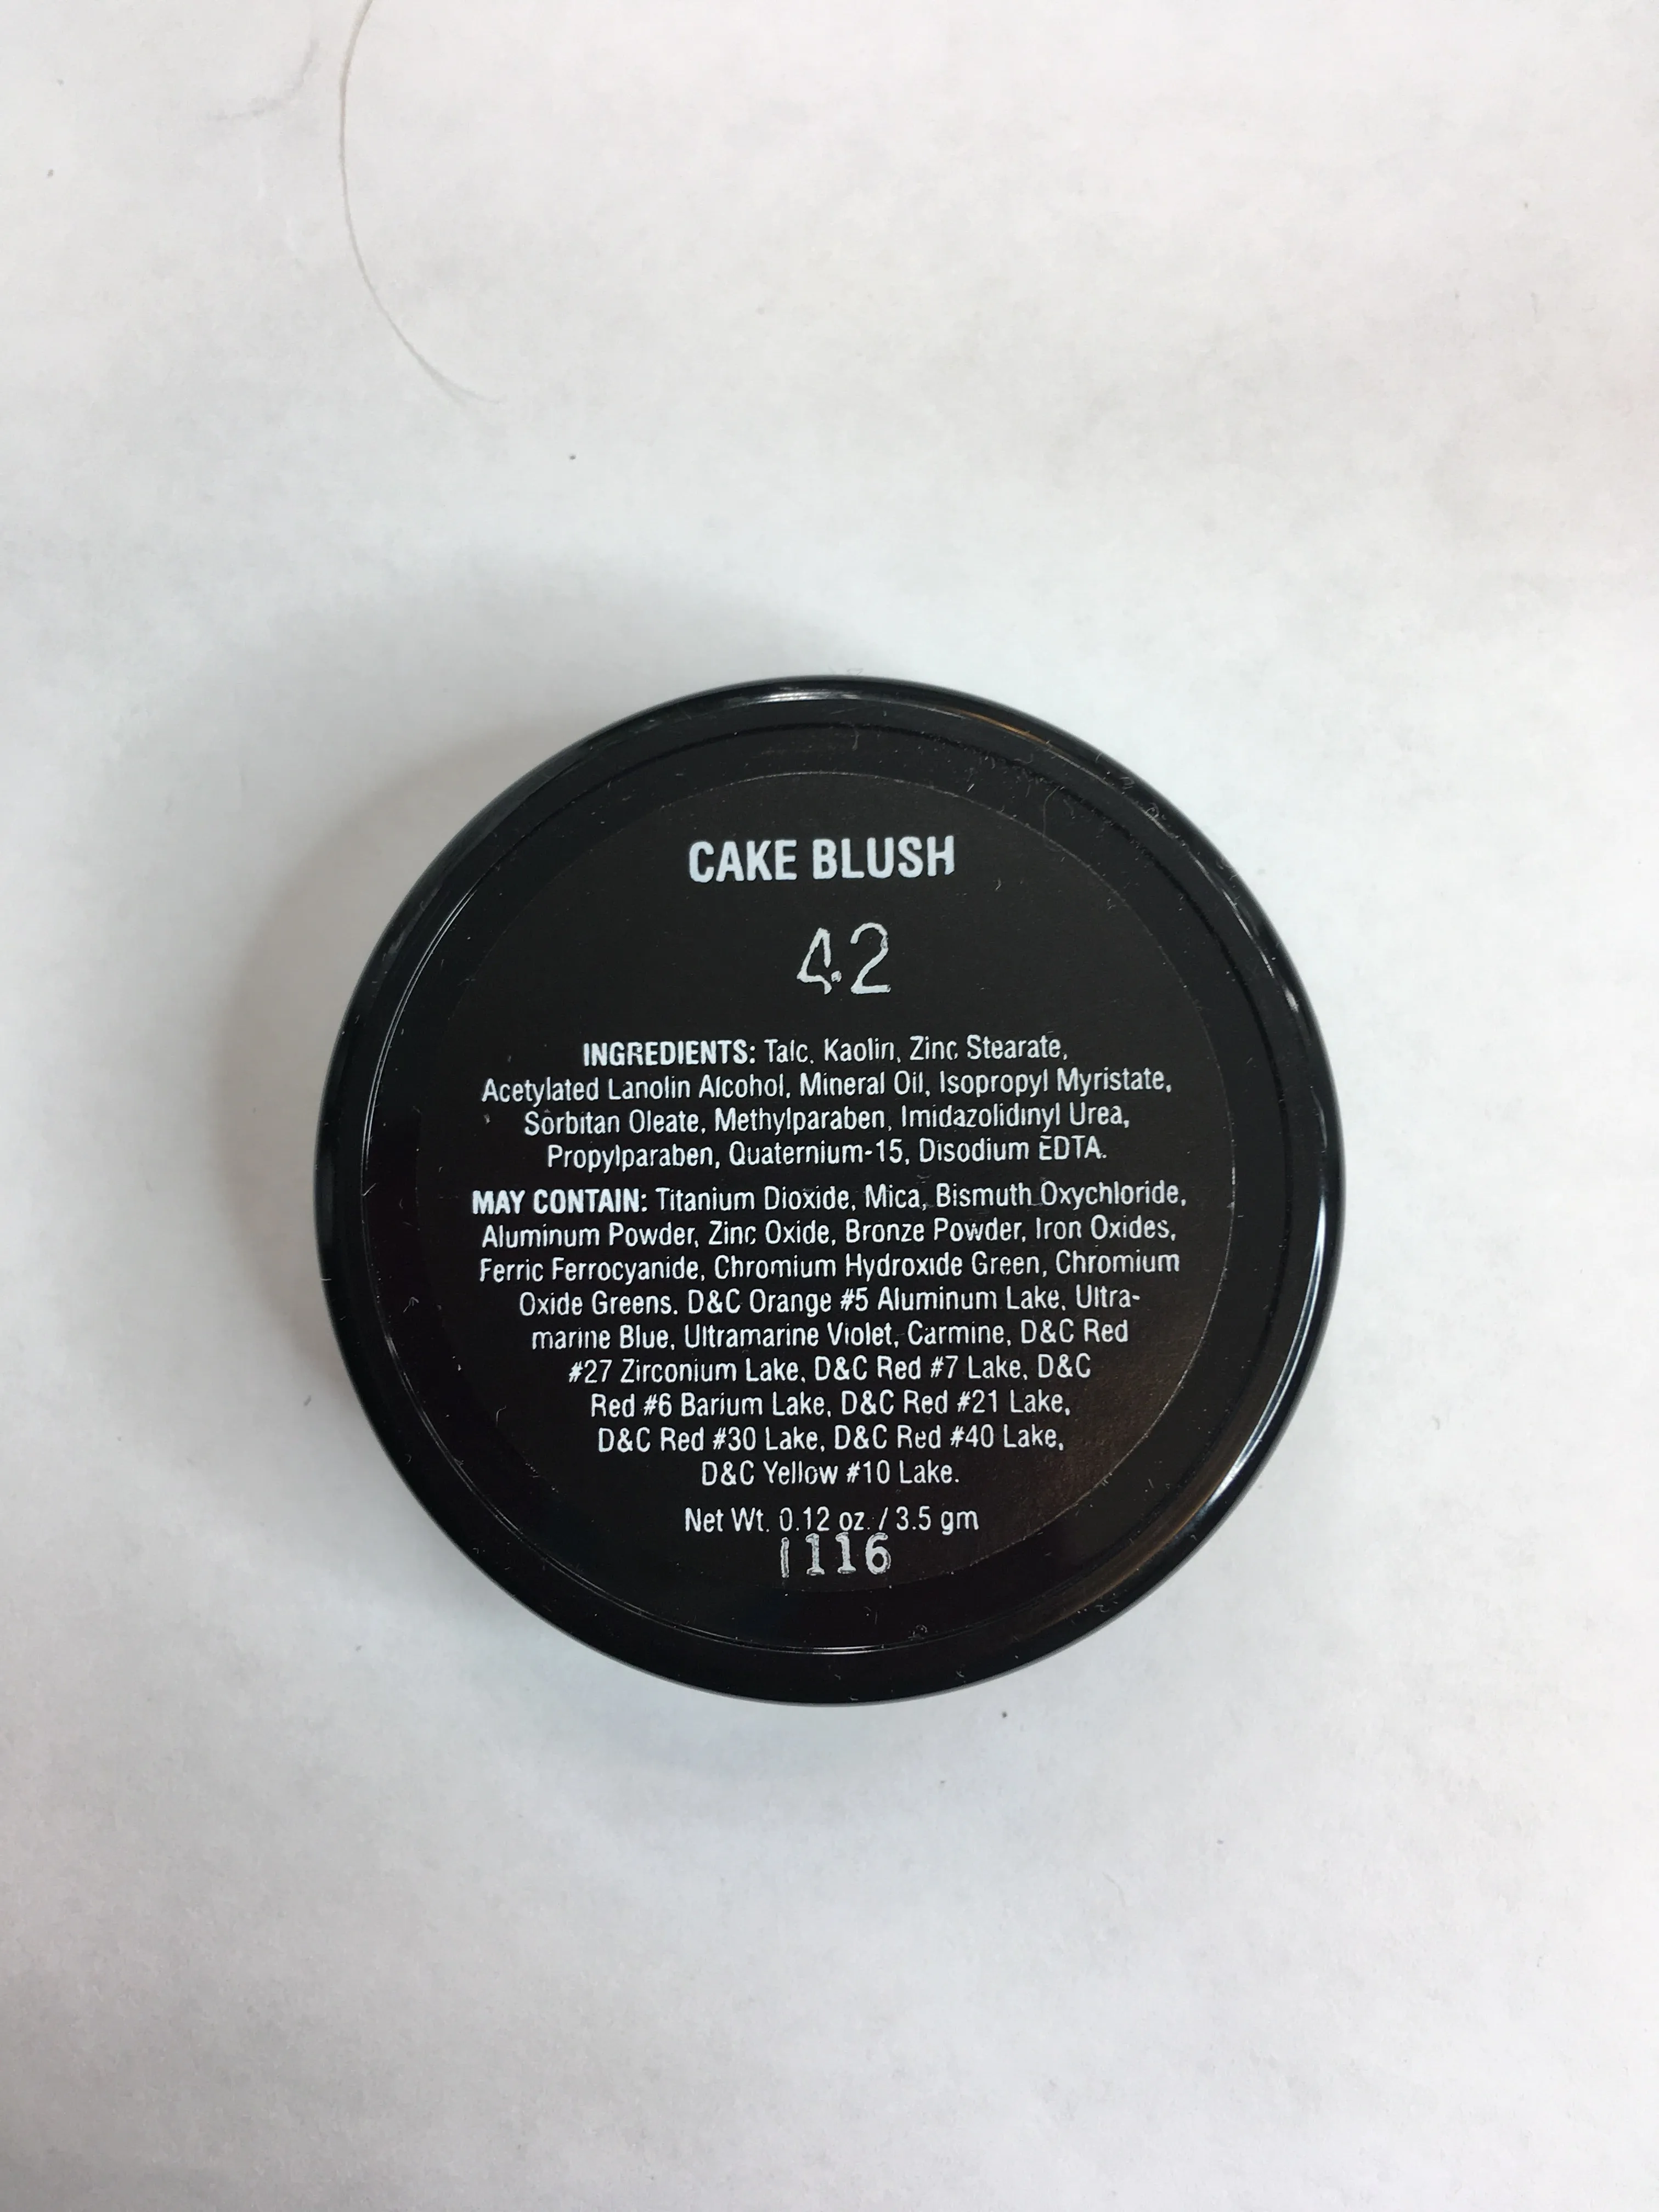 CAKE BLUSH
42
INGREDIENTS: Talc, Kaolin, Zinc Stearate,
Acetylated Lanolin Alcohol, Mineral Oil, Isopropyl Myristate,
Sorbitan Oleate, Methylparaben, Imidazolidinyl Urea,
Propylparaben, Quaternium-15, Disodium EDTA.
MAY CONTAIN: Titanium Dioxide, Mica, Bismuth Oxychloride,
Aluminum Powder, Zinc Oxide, Bronze Powder, Iron Oxides,
Ferric Ferrocyanide, Chromium Hydroxide Green, Chromium
Oxide Greens, D&C Orange #5 Aluminum Lake, Ultra-
marine Blue, Ultramarine Violet, Carmine, D&C Red
#27 Zirconium Lake, D&C Red #7 Lake, D&C
Red #6 Barium Lake, D&C Red #21 Lake,
D&C Red #30 Lake, D&C Red #40 Lake,
D&C Yellow #10 Lake.
Net Wt. 0.12 oz. / 3.5 gm
1116